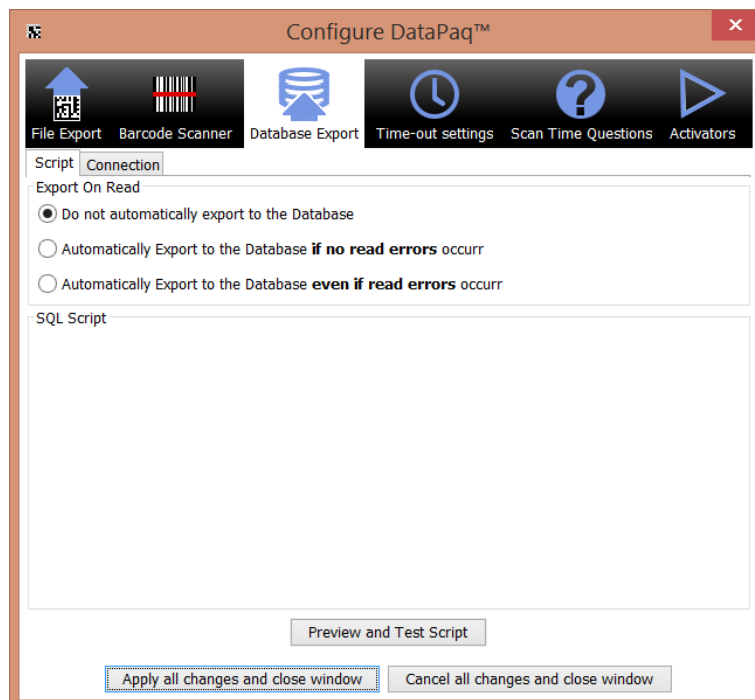 Configure DataPaq™
x
File Export Barcode Scanner Database Export Time-out settings Scan Time Questions Activators
Script Connection
Export On Read
Do not automatically export to the Database
Automatically Export to the Database if no read errors occurr
Automatically Export to the Database even if read errors occurr
SQL Script
Preview and Test Script
Apply all changes and close window Cancel all changes and close window